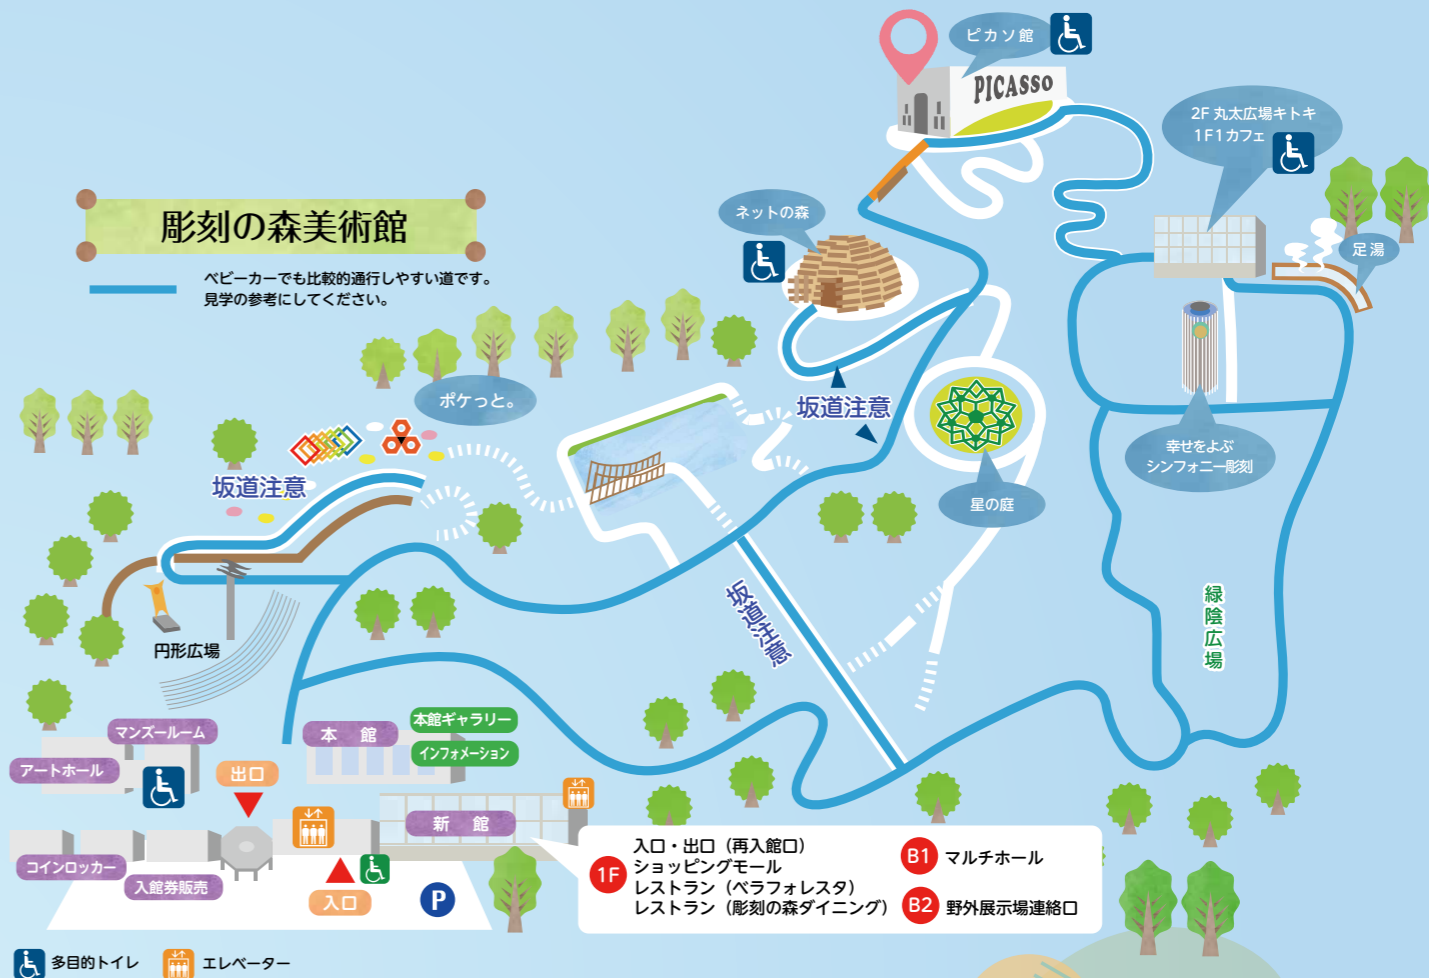 ピカソ館
PICASSO
2F 丸太広場キトキ
1F1カフェ
彫刻の森美術館
ネットの森
足湯
ベビーカーでも比較的通行しやすい道です。
見学の参考にしてください。
ポケっと。
坂道注意
坂道注意
幸せをよぶ
シンフォニー彫刻
星の庭
坂道注意
緑陰広場
円形広場
マンズールーム
本館
本館ギャラリー
インフォメーション
アートホール
出口
新館
コインロッカー
入館券販売
入口
P
1F
入口・出口（再入館口）
ショッピングモール
レストラン（ベラフォレスタ）
レストラン（彫刻の森ダイニング）
B1 マルチホール
B2 野外展示場連絡口
多目的トイレ
エレベーター